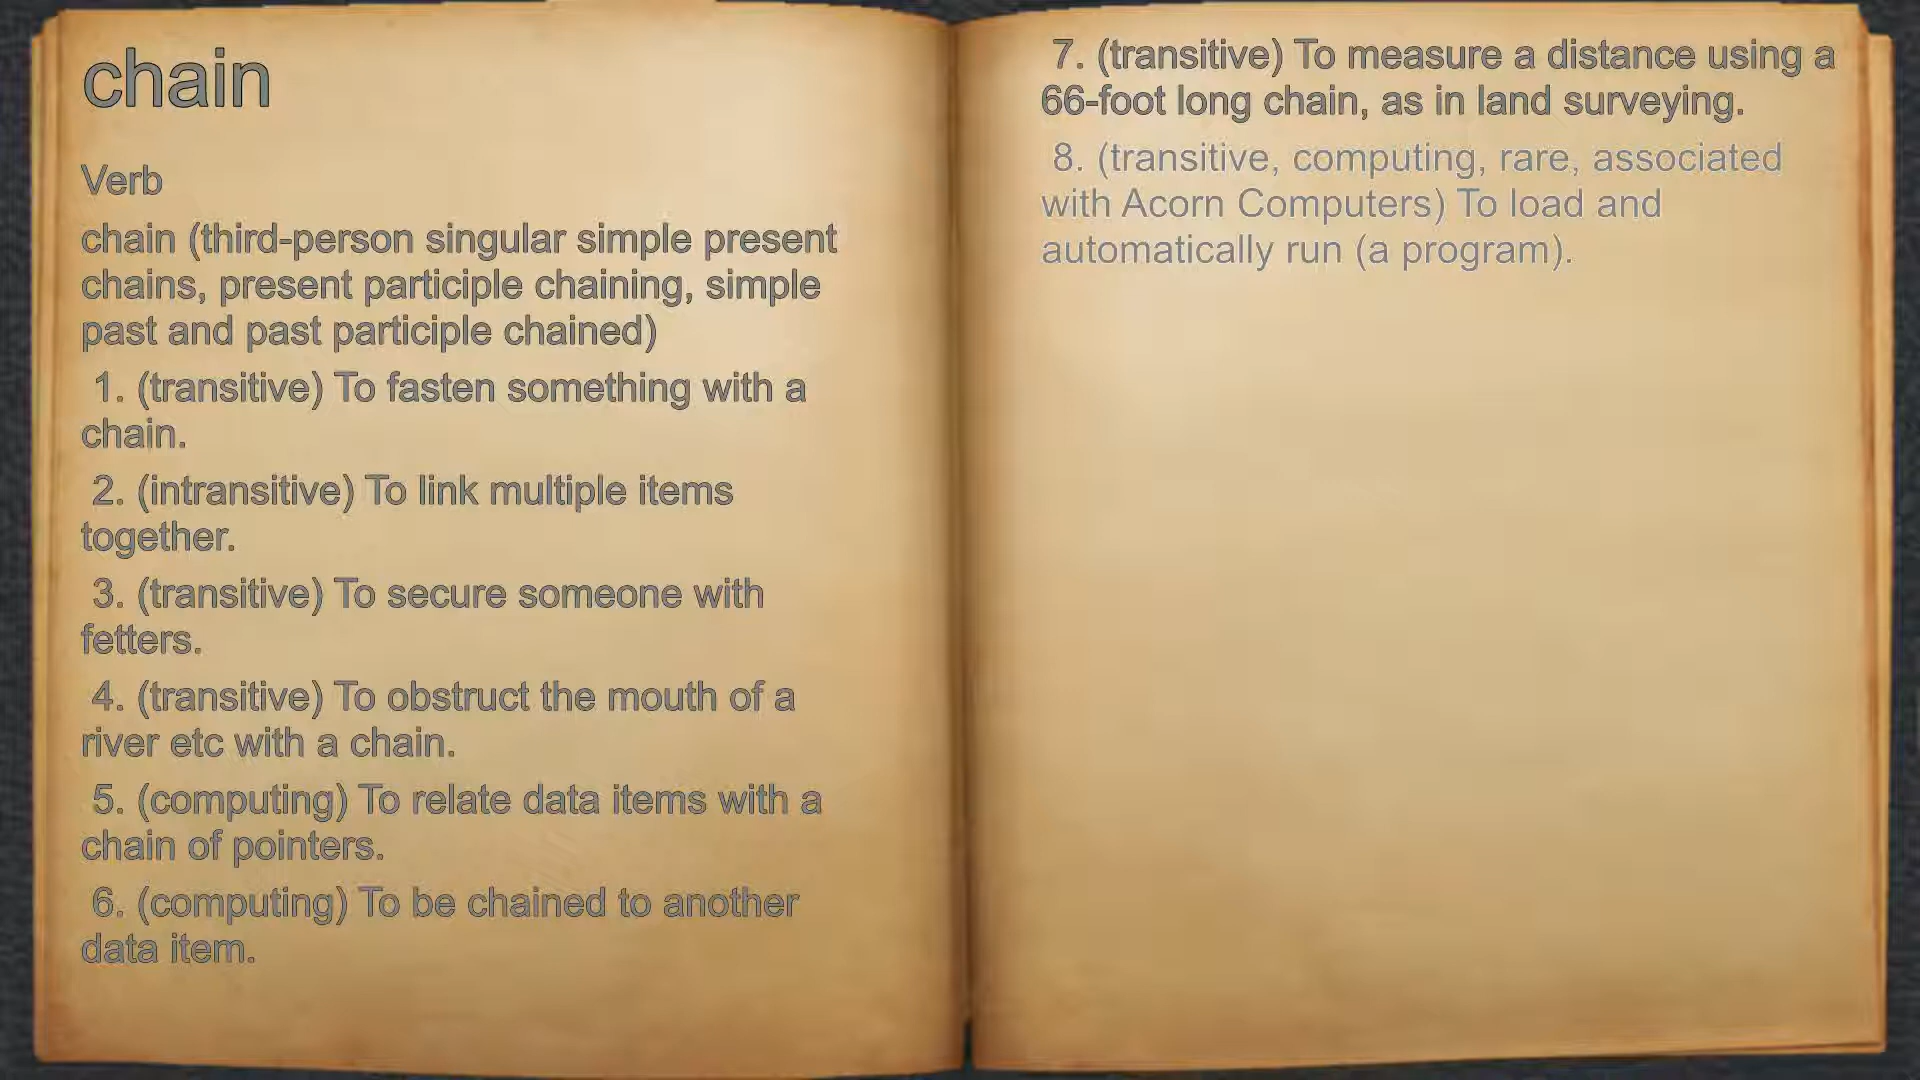 chain
Verb
chain (third-person singular simple present
chains, present participle chaining, simple
past and past participle chained)
1. (transitive) To fasten something with a
chain.
2. (intransitive) To link multiple items
together.
3. (transitive) To secure someone with
fetters.
4. (transitive) To obstruct the mouth of a
river etc with a chain.
5. (computing) To relate data items with a
chain of pointers.
6. (computing) To be chained to another
data item.
7. (transitive) To measure a distance using a
66-foot long chain, as in land surveying.
8. (transitive, computing, rare, associated
with Acorn Computers) To load and
automatically run (a program).